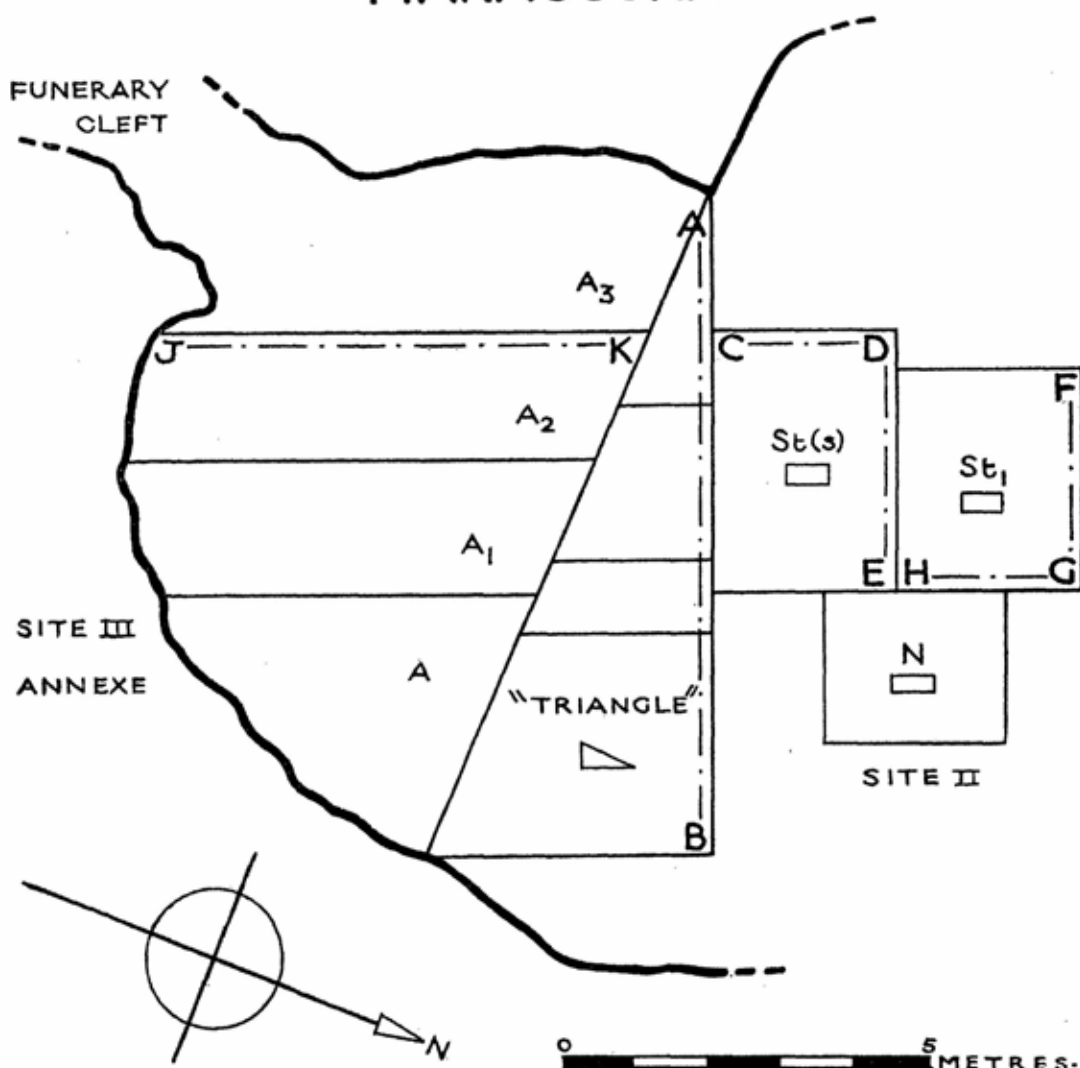 FUNERARY
CLEFT
A
A₃
J
K
C
D
F
A₂
St(s)
St₁
A₁
E
H
G
SITE III
ANNEXE
A
N
"TRIANGLE"
SITE II
B
N
0
5
METRES.